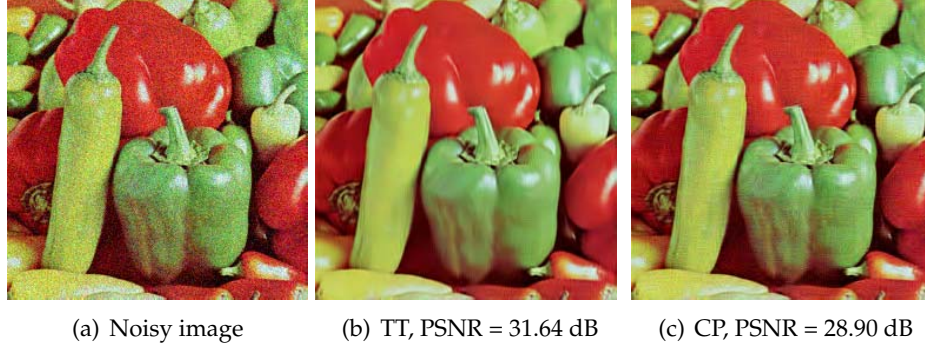 (a) Noisy image
(b) TT, PSNR = 31.64 dB
(c) CP, PSNR = 28.90 dB